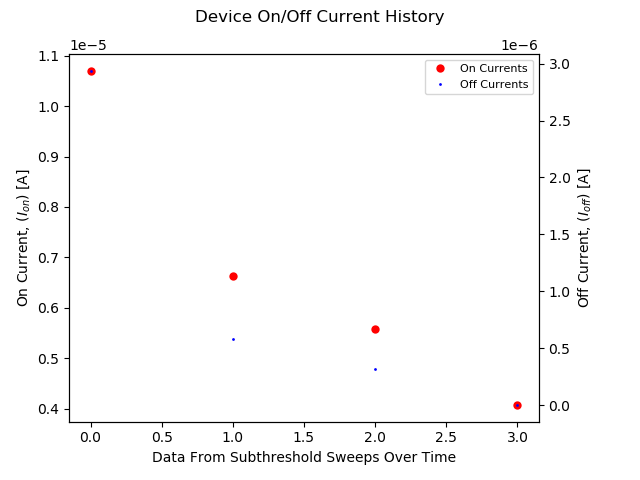 Device On/Off Current History
1e−5
1e−6
On Currents
Off Currents
1.1
1.0
0.9
0.8
0.7
0.6
0.5
0.4
On Current, (I_on) [A]
3.0
2.5
2.0
1.5
1.0
0.5
0.0
Off Current, (I_off) [A]
0.0 0.5 1.0 1.5 2.0 2.5 3.0
Data From Subthreshold Sweeps Over Time